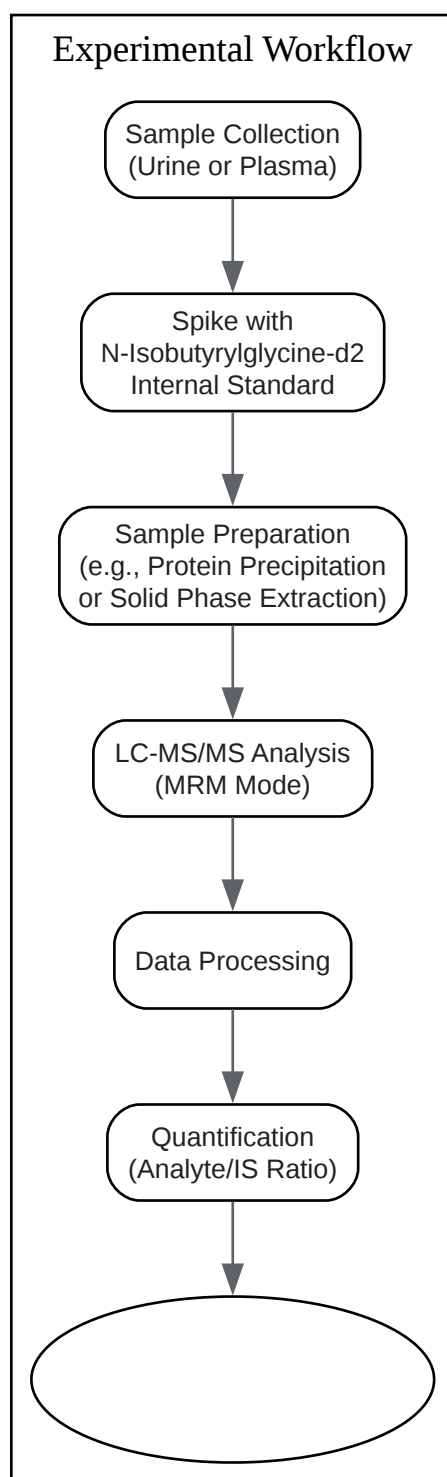 Experimental Workflow
Sample Collection
(Urine or Plasma)
Spike with
N-Isobutyrylglycine-d2
Internal Standard
Sample Preparation
(e.g., Protein Precipitation
or Solid Phase Extraction)
LC-MS/MS Analysis
(MRM Mode)
Data Processing
Quantification
(Analyte/IS Ratio)